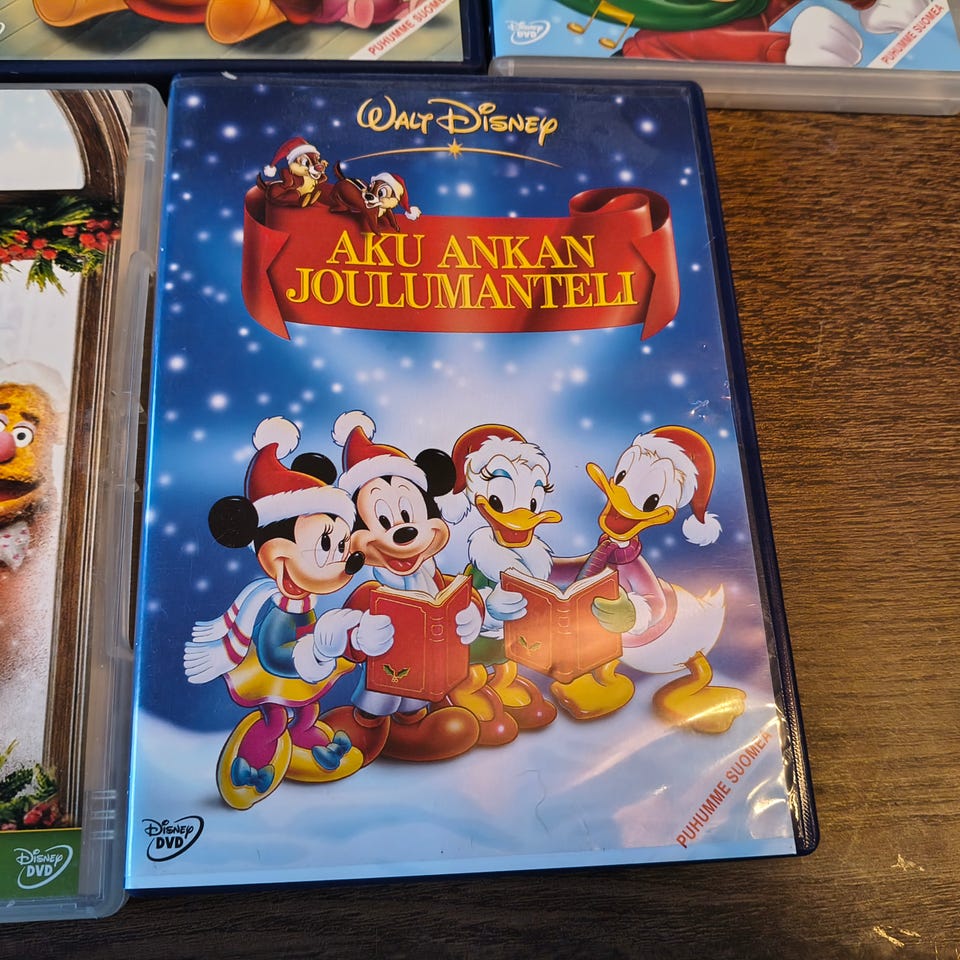 PUHUMME SUOMEA
DISNEY
DVD
PUHUMME SUOMEA
WALT DISNEY
AKU ANKAN
JOULUMANTELI
DISNEY
DVD
PUHUMME SUOMEA
DISNEY
DVD